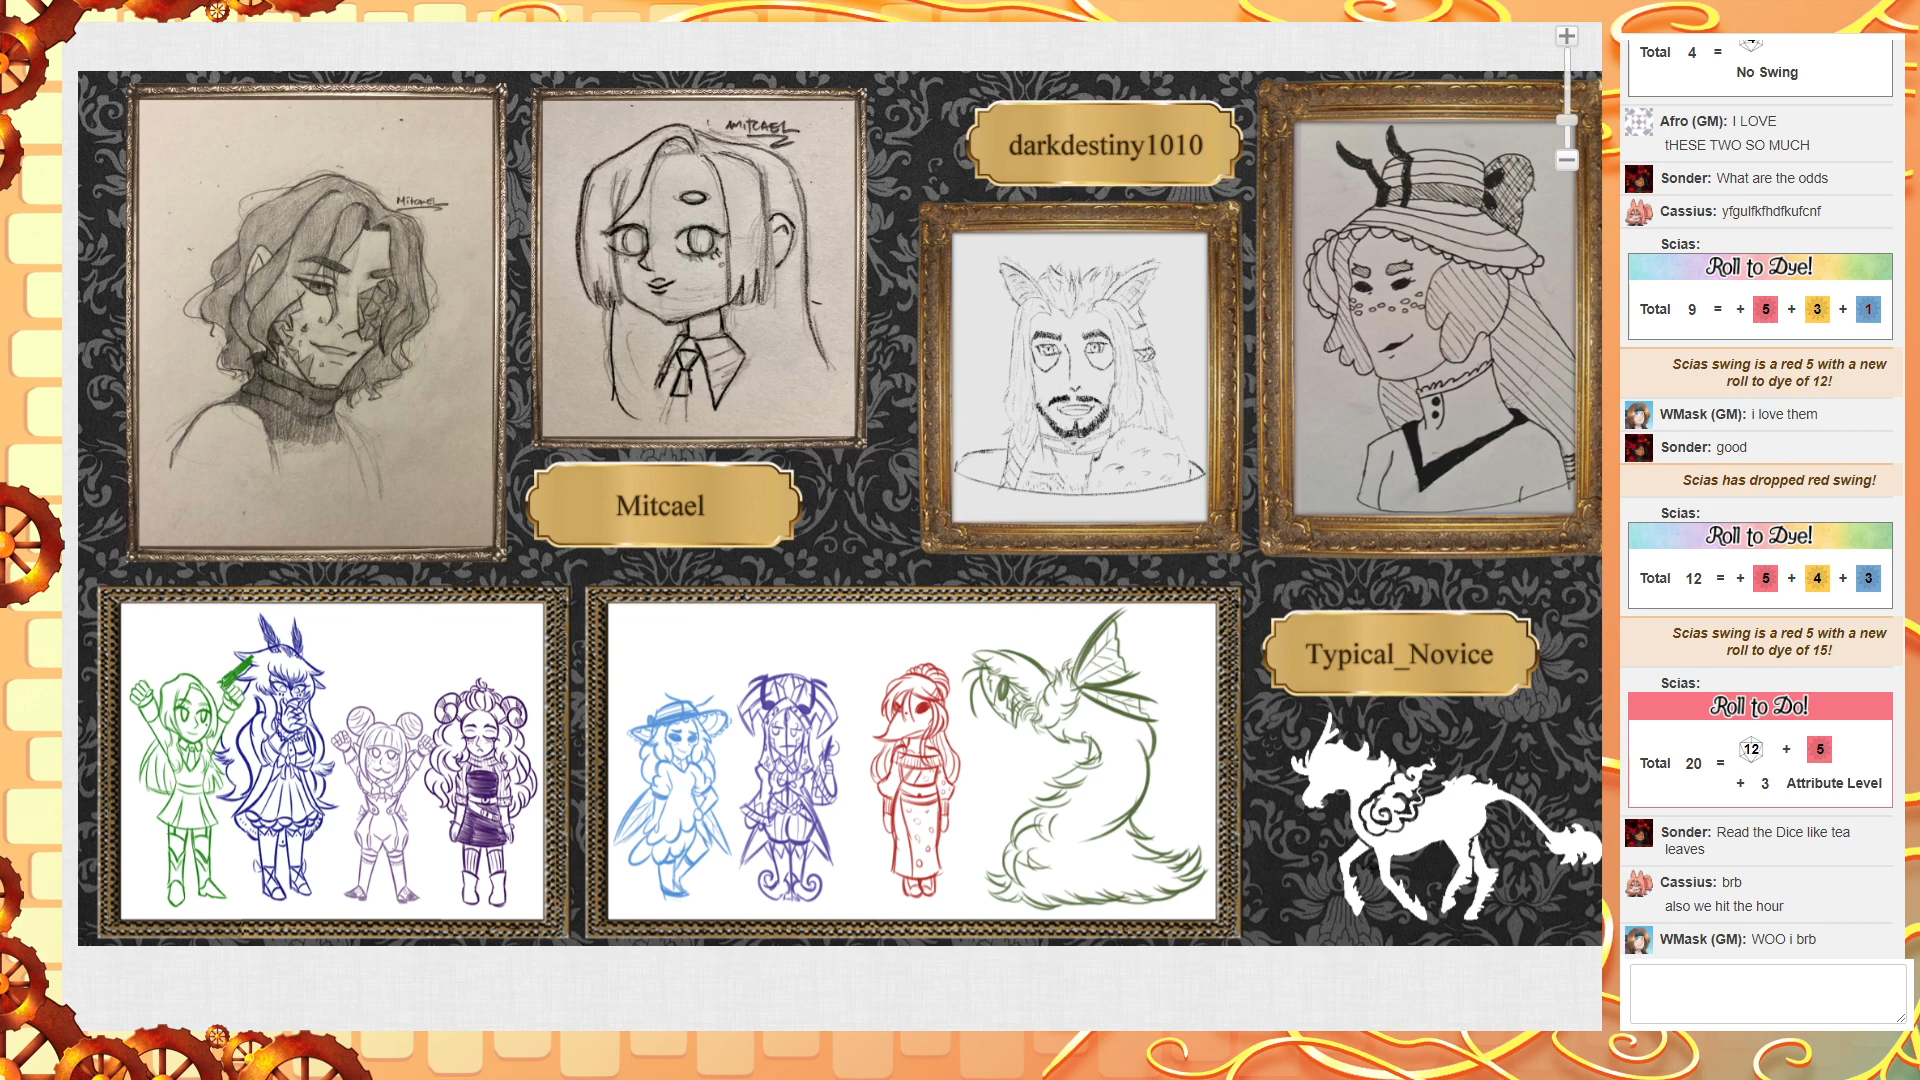 Mitcael
AMITCAEL
darkdestiny1010
Mitcael
Typical_Novice
Total 4 =
No Swing
Afro (GM): I LOVE
tHESE TWO SO MUCH
Sonder: What are the odds
Cassius: yfgulfkfhdfkufcnf
Scias:
Roll to Dye!
Total 9 = + 5 + 3 + 1
Scias swing is a red 5 with a new
roll to dye of 12!
WMask (GM): i love them
Sonder: good
Scias has dropped red swing!
Scias:
Roll to Dye!
Total 12 = + 5 + 4 + 3
Scias swing is a red 5 with a new
roll to dye of 15!
Scias:
Roll to Do!
12 + 5
Total 20 =
+ 3 Attribute Level
Sonder: Read the Dice like tea
leaves
Cassius: brb
also we hit the hour
WMask (GM): WOO i brb